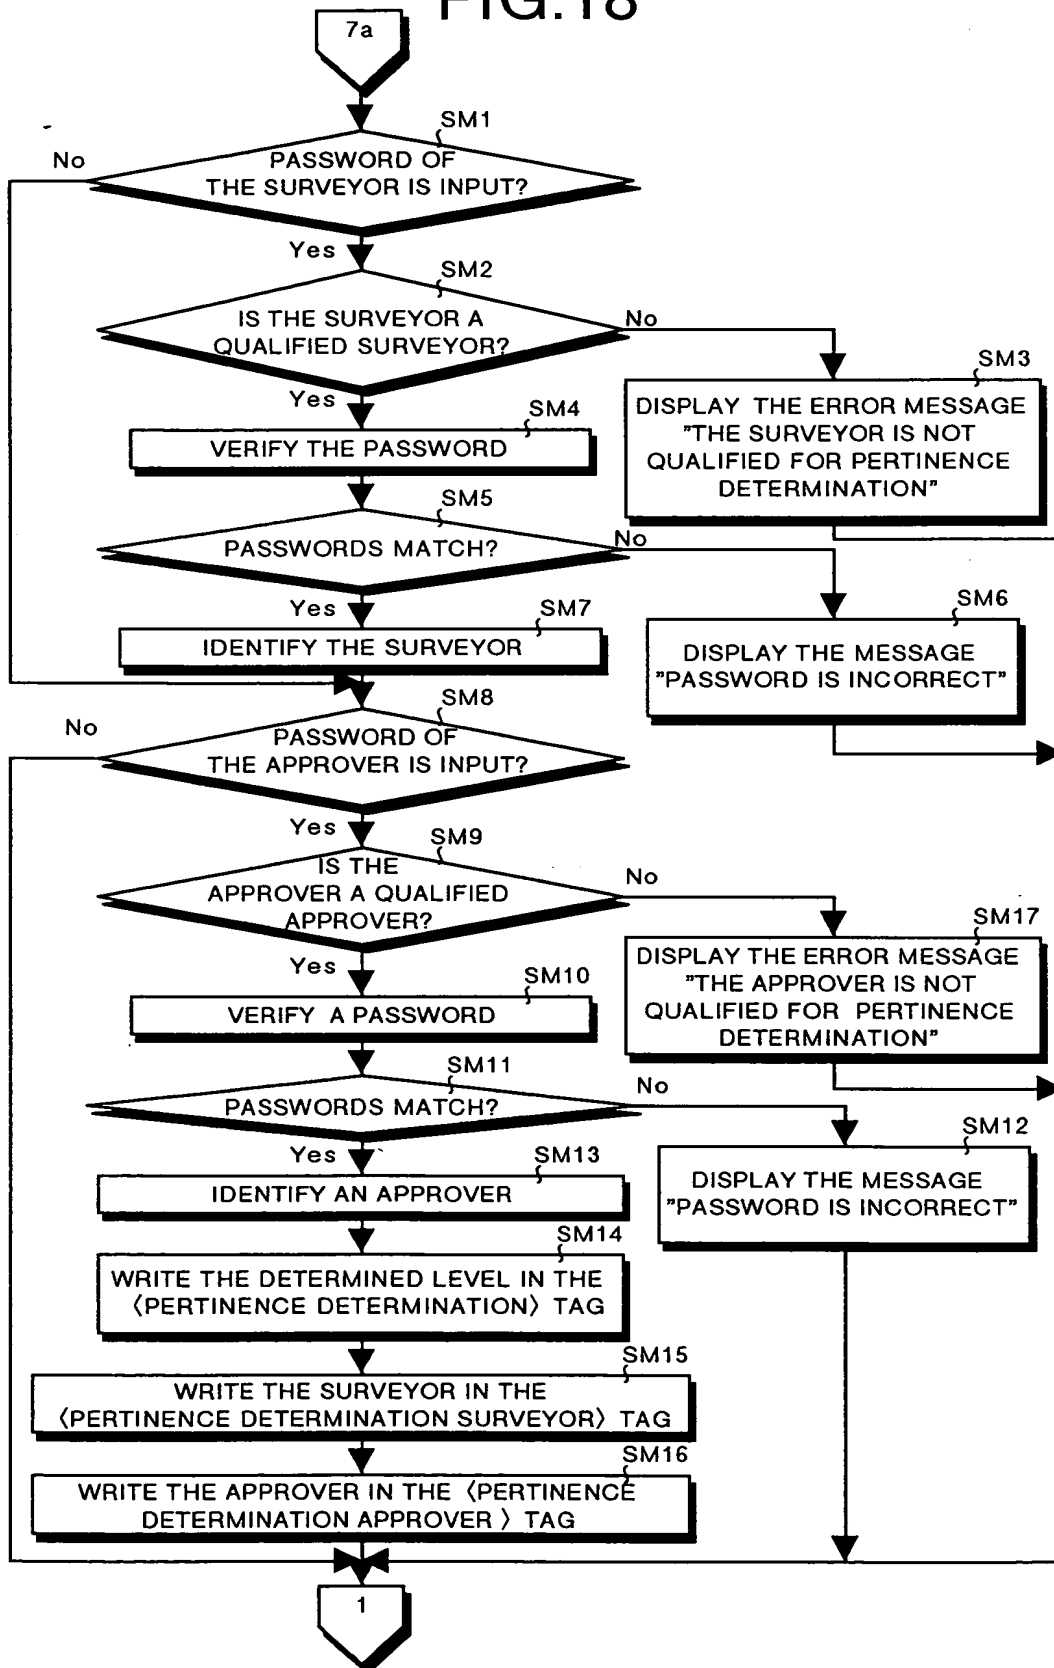 FIG.18
7a
SM1
No
PASSWORD OF
THE SURVEYOR IS INPUT?
Yes
SM2
IS THE SURVEYOR A
QUALIFIED SURVEYOR?
No
Yes
SM3
DISPLAY THE ERROR MESSAGE
"THE SURVEYOR IS NOT
QUALIFIED FOR PERTINENCE
DETERMINATION"
SM4
VERIFY THE PASSWORD
SM5
PASSWORDS MATCH?
No
Yes
SM6
DISPLAY THE MESSAGE
"PASSWORD IS INCORRECT"
SM7
IDENTIFY THE SURVEYOR
SM8
No
PASSWORD OF
THE APPROVER IS INPUT?
Yes
SM9
IS THE
APPROVER A QUALIFIED
APPROVER?
No
Yes
SM17
DISPLAY THE ERROR MESSAGE
"THE APPROVER IS NOT
QUALIFIED FOR PERTINENCE
DETERMINATION"
SM10
VERIFY A PASSWORD
SM11
PASSWORDS MATCH?
No
Yes
SM12
DISPLAY THE MESSAGE
"PASSWORD IS INCORRECT"
SM13
IDENTIFY AN APPROVER
SM14
WRITE THE DETERMINED LEVEL IN THE
〈PERTINENCE DETERMINATION〉 TAG
SM15
WRITE THE SURVEYOR IN THE
〈PERTINENCE DETERMINATION SURVEYOR〉 TAG
SM16
WRITE THE APPROVER IN THE 〈PERTINENCE
DETERMINATION APPROVER 〉 TAG
1